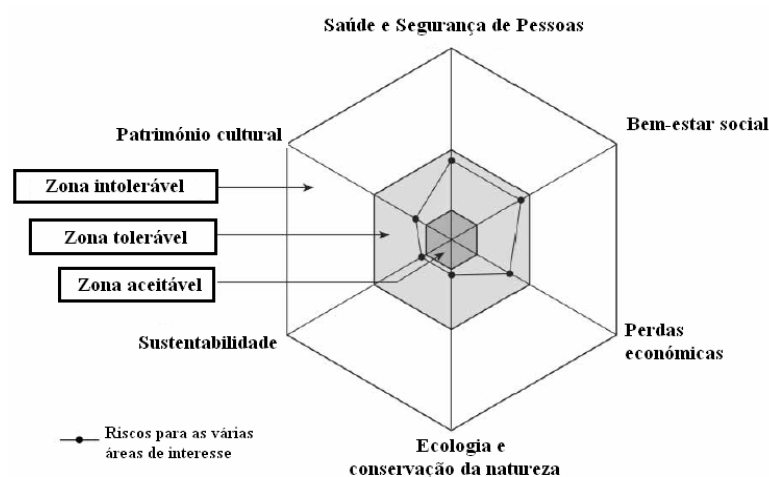 Saúde e Segurança de Pessoas
Património cultural
Bem-estar social
Zona intolerável
Zona tolerável
Zona aceitável
Sustentabilidade
Perdas
económicas
Riscos para as várias
áreas de interesse
Ecologia e
conservação da natureza